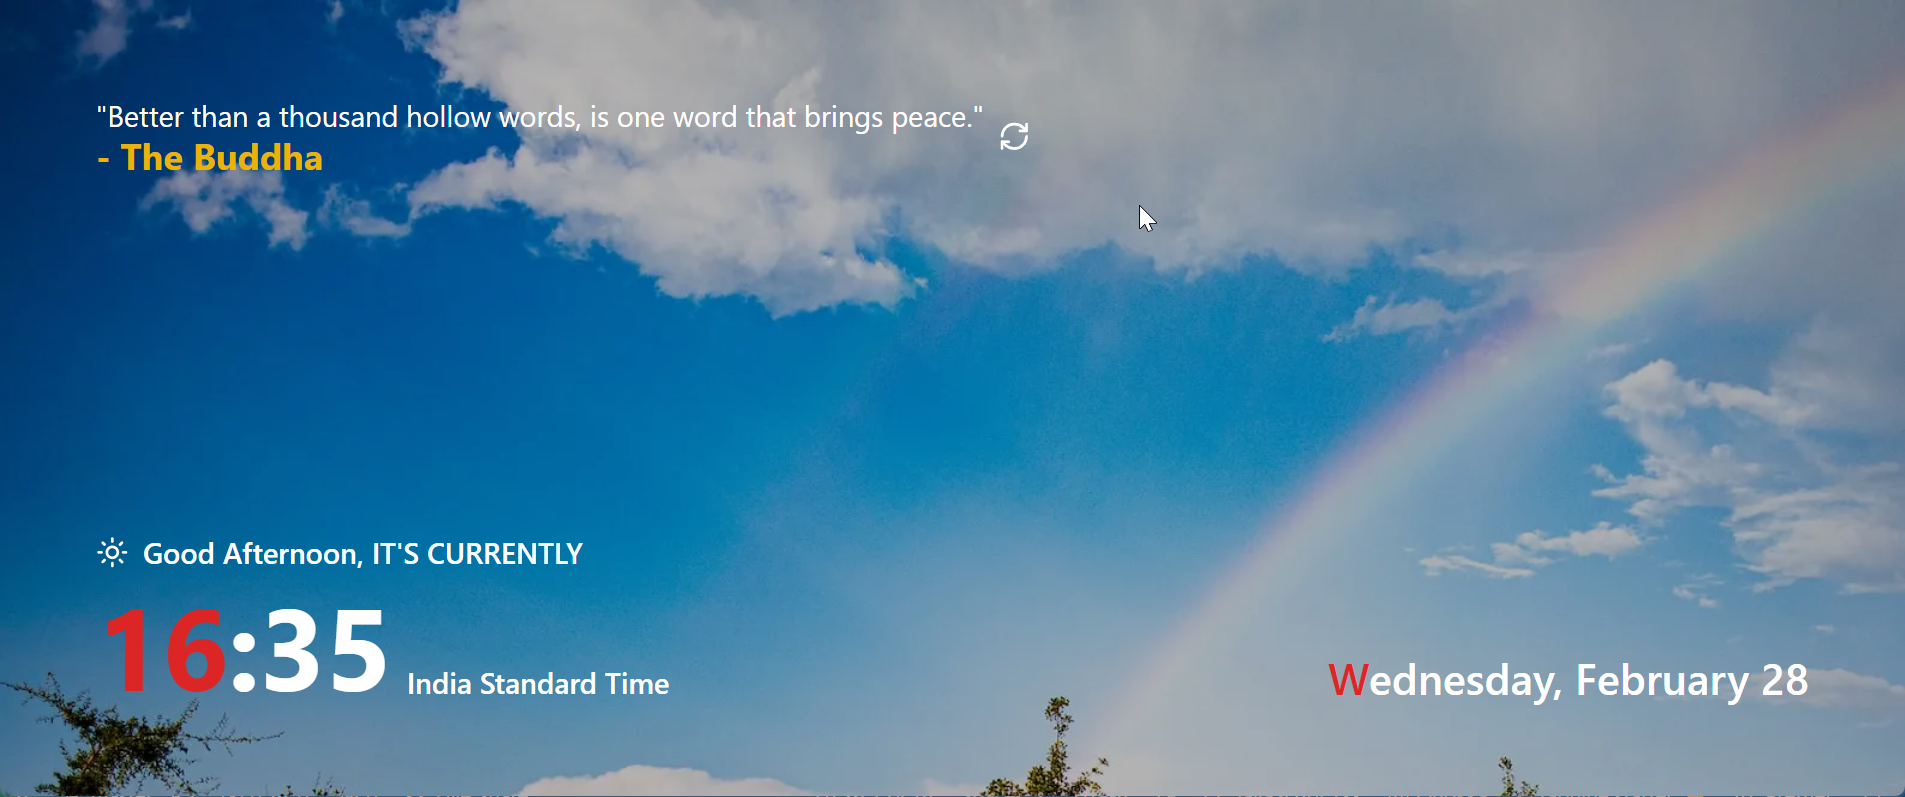 "Better than a thousand hollow words, is one word that brings peace."
- The Buddha
Good Afternoon, IT'S CURRENTLY
16:35 India Standard Time
Wednesday, February 28